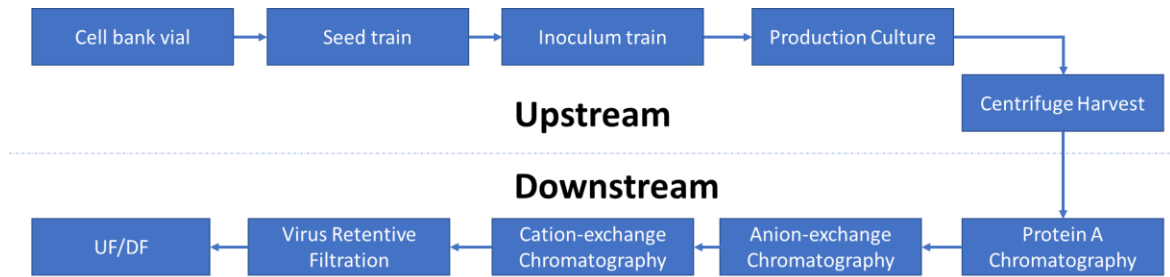 Cell bank vial
Seed train
Inoculum train
Production Culture
Centrifuge Harvest
Upstream
Downstream
UF/DF
Virus Retentive
Filtration
Cation-exchange
Chromatography
Anion-exchange
Chromatography
Protein A
Chromatography